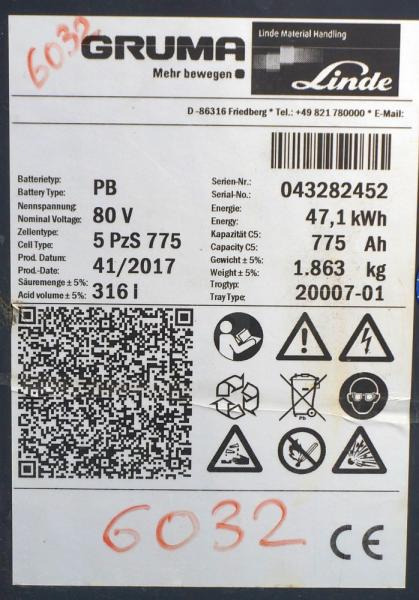 6032
GRUMA
Mehr bewegen
Linde Material Handling
Linde
D -86316 Friedberg * Tel.: +49 821 780000 * E-Mail:
Batterietyp:
Battery Type: PB
Nennspannung:
Nominal Voltage: 80 V
Zellentype:
Cell Type: 5 PzS 775
Prod. Datum:
Prod.-Date: 41/2017
Säuremenge ± 5%:
Acid volume ± 5%: 316 l
Serien-Nr.:
Serial-No.: 043282452
Energie:
Energy: 47,1 kWh
Kapazität C5:
Capacity C5: 775 Ah
Gewicht ± 5%:
Weight ± 5%: 1.863 kg
Trogtyp:
Tray Type: 20007-01
Pb
6032
CE